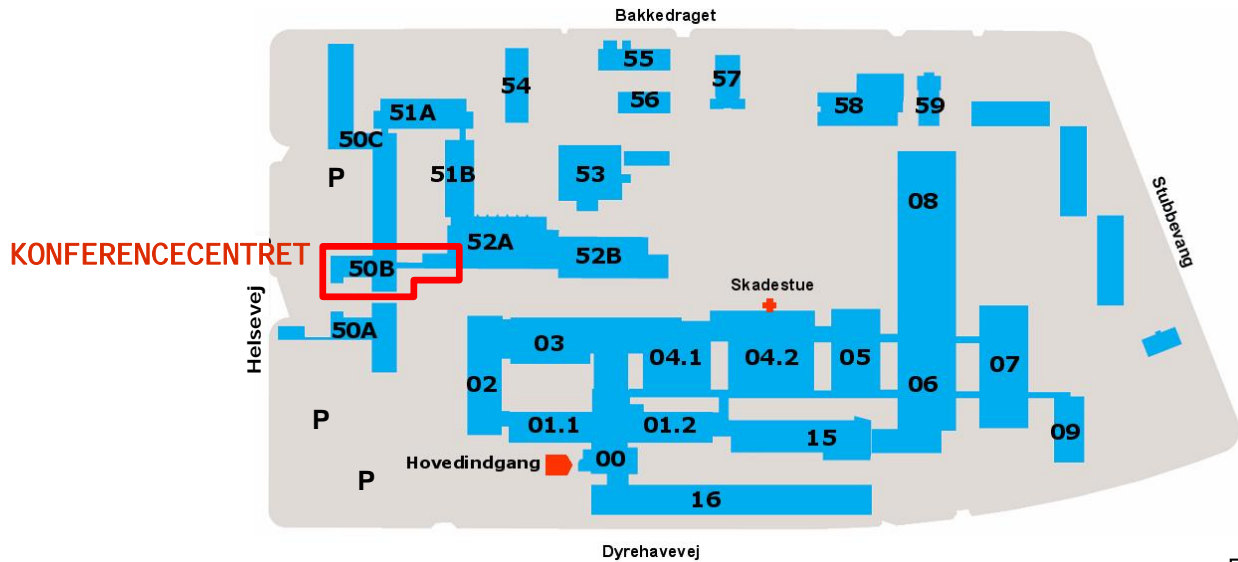 Bakkedraget
55
57
54
56
58
59
51A
50C
P
51B
53
08
Stubbevang
KONFERENCECENTRET
52A
50B
52B
Skadestue
Helsevej
50A
03
04.1
04.2
05
07
02
06
P
01.1
01.2
15
09
Hovedindgang
00
P
16
Dyrehavevej